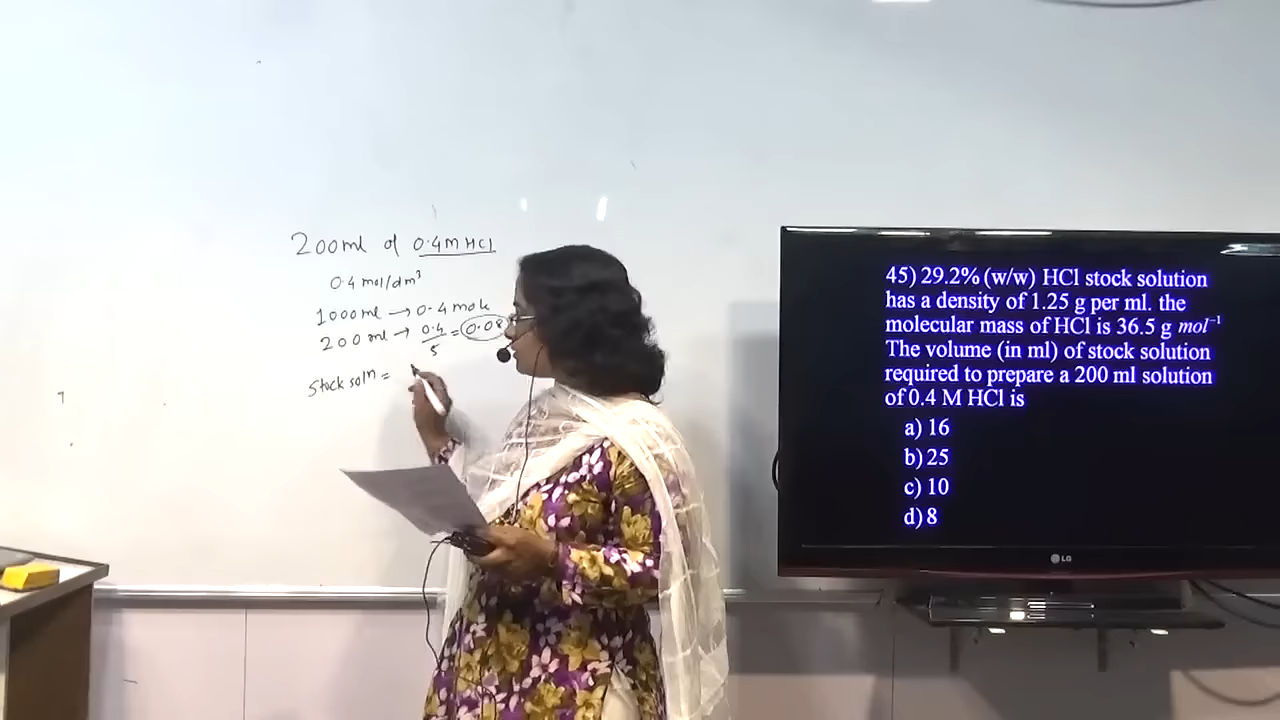 200ml of 0.4M HCl
0.4 mol/dm³
1000ml → 0.4 mole
200ml → 0.4/5 = 0.08
Stock solⁿ =
45) 29.2% (w/w) HCl stock solution
has a density of 1.25 g per ml. the
molecular mass of HCl is 36.5 g mol⁻¹
The volume (in ml) of stock solution
required to prepare a 200 ml solution
of 0.4 M HCl is
a) 16
b) 25
c) 10
d) 8
LG